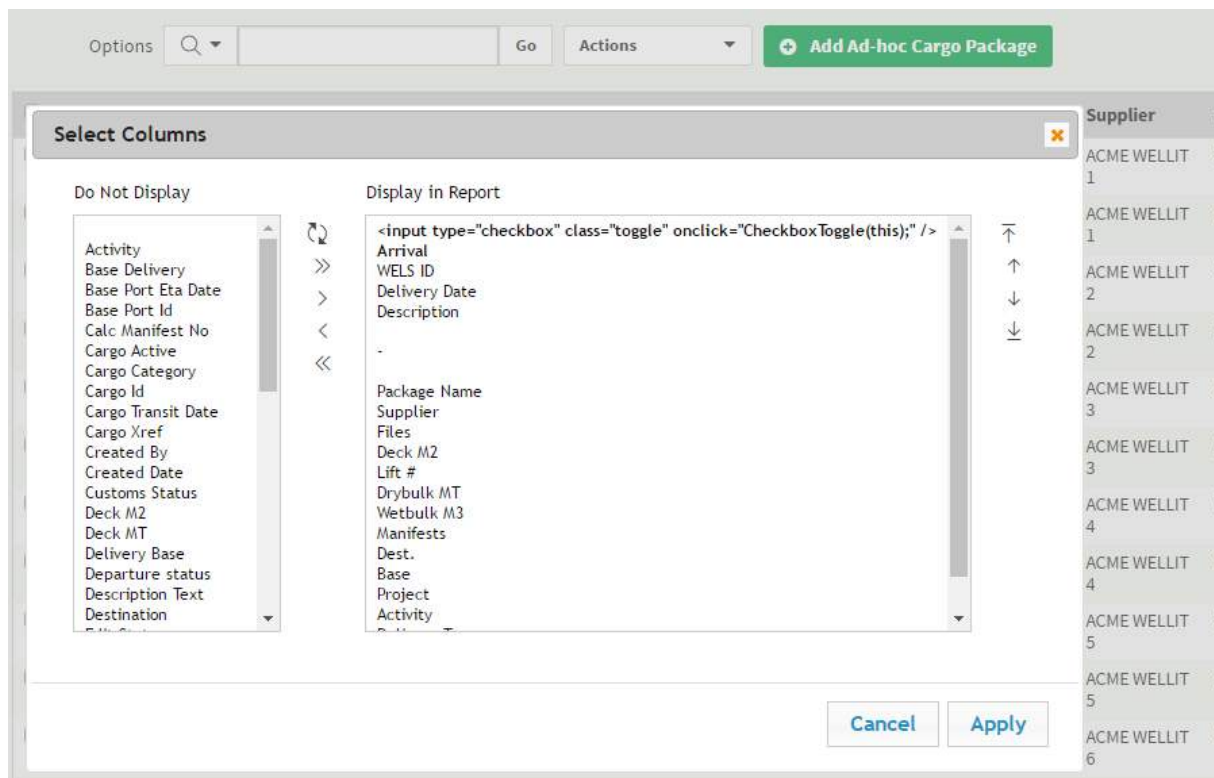 Options
Go
Actions
Add Ad-hoc Cargo Package
Select Columns
Supplier
Do Not Display
Activity
Base Delivery
Base Port Eta Date
Base Port Id
Calc Manifest No
Cargo Active
Cargo Category
Cargo Id
Cargo Transit Date
Cargo Xref
Created By
Created Date
Customs Status
Deck M2
Deck MT
Delivery Base
Departure status
Description Text
Destination
Display in Report
<input type="checkbox" class="toggle" onclick="CheckboxToggle(this);" />
Arrival
WELS ID
Delivery Date
Description
-
Package Name
Supplier
Files
Deck M2
Lift #
Drybulk MT
Wetbulk M3
Manifests
Dest.
Base
Project
Activity
Cancel
Apply
ACME WELLIT
1
ACME WELLIT
1
ACME WELLIT
2
ACME WELLIT
2
ACME WELLIT
3
ACME WELLIT
3
ACME WELLIT
4
ACME WELLIT
4
ACME WELLIT
5
ACME WELLIT
5
ACME WELLIT
6